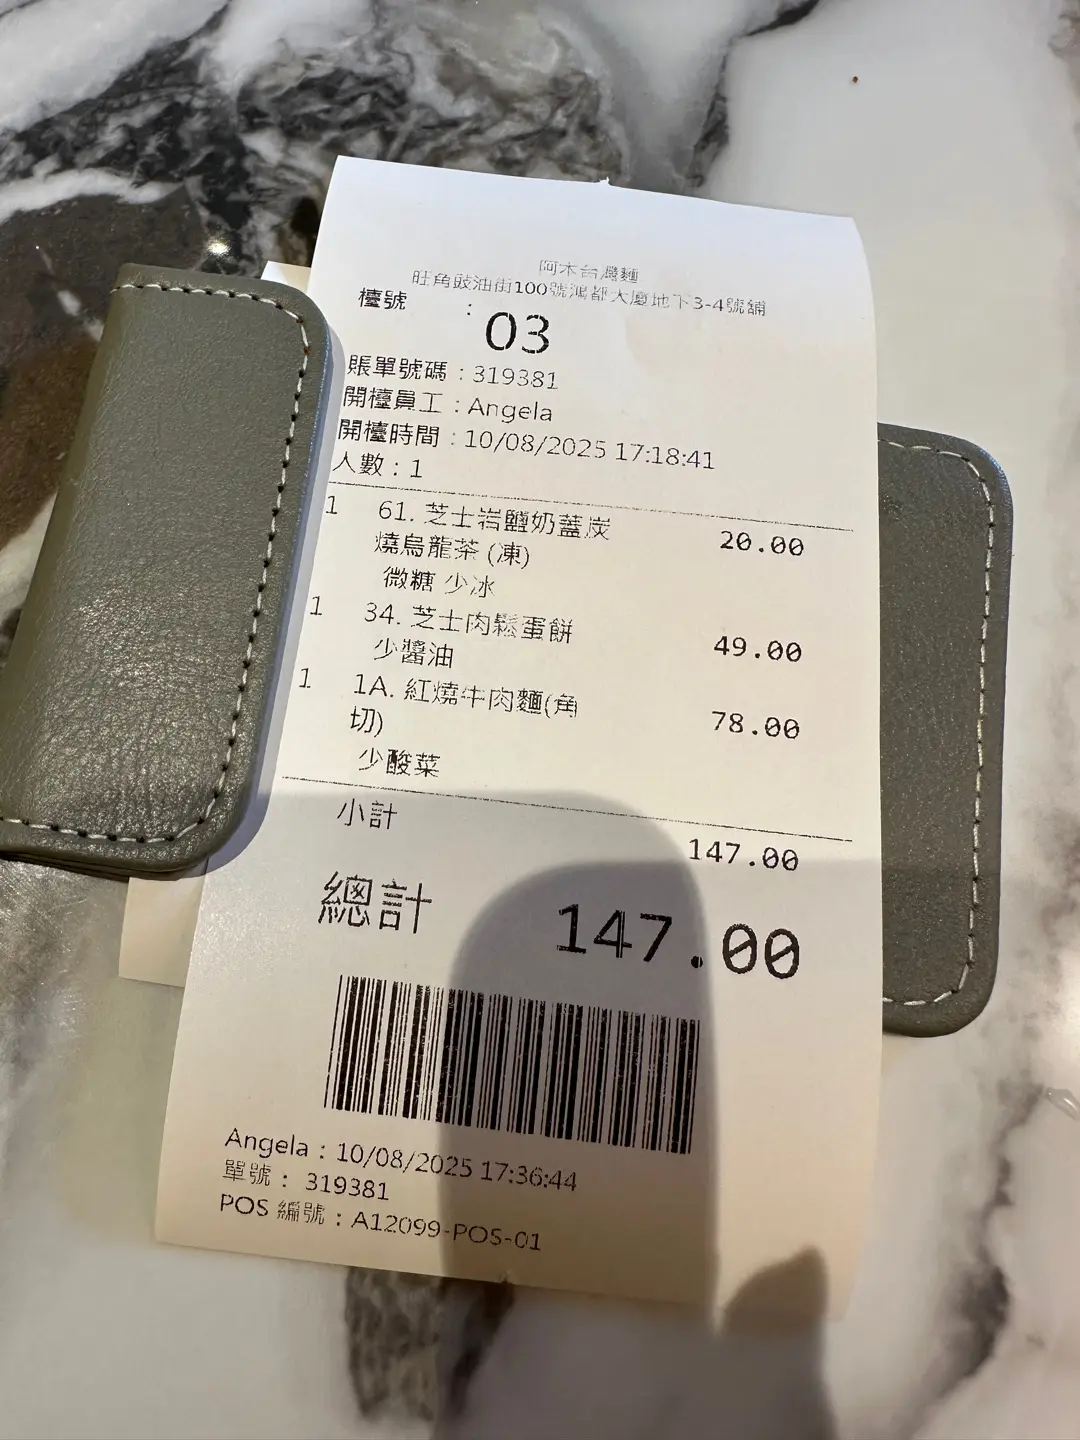 阿木台灣麵
旺角豉油街100號鴻都大廈地下3-4號舖
檯號 : 03
賬單號碼 : 319381
開檯員工 : Angela
開檯時間 : 10/08/2025 17:18:41
人數 : 1
1 61. 芝士岩鹽奶蓋炭 20.00
燒烏龍茶 (凍)
微糖 少冰
1 34. 芝士肉鬆蛋餅 49.00
少醬油
1 1A. 紅燒牛肉麵(角 78.00
切)
少酸菜
小計 147.00
總計 147.00
Angela : 10/08/2025 17:36:44
單號 : 319381
POS 編號 : A12099-POS-01